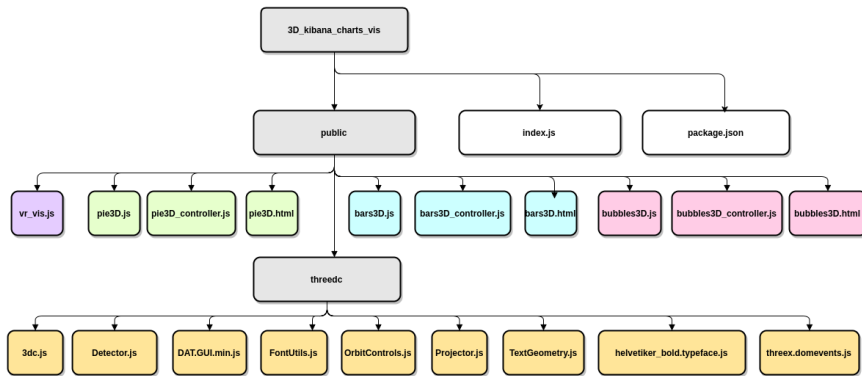 3D_kibana_charts_vis
public
index.js
package.json
vr_vis.js
pie3D.js
pie3D_controller.js
pie3D.html
bars3D.js
bars3D_controller.js
bars3D.html
bubbles3D.js
bubbles3D_controller.js
bubbles3D.html
threedc
3dc.js
Detector.js
DAT.GUI.min.js
FontUtils.js
OrbitControls.js
Projector.js
TextGeometry.js
helvetiker_bold.typeface.js
threex.domevents.js